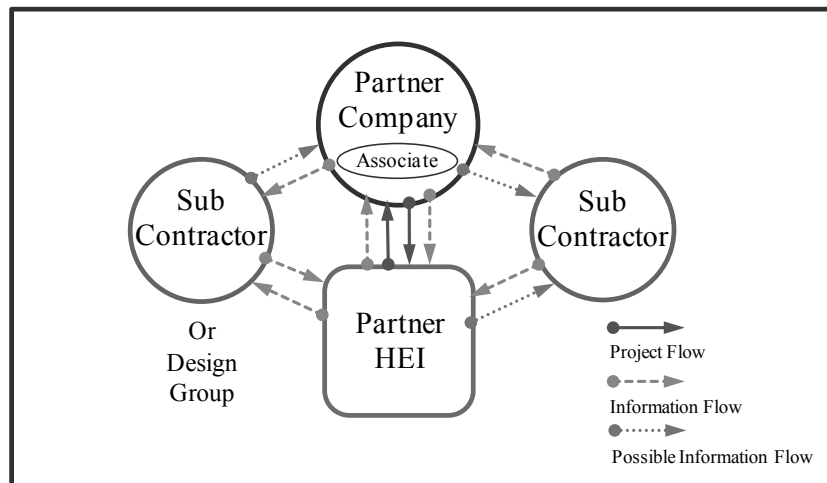 Partner
Company
Associate
Sub
Contractor
Sub
Contractor
Partner
HEI
Or
Design
Group
Project Flow
Information Flow
Possible Information Flow